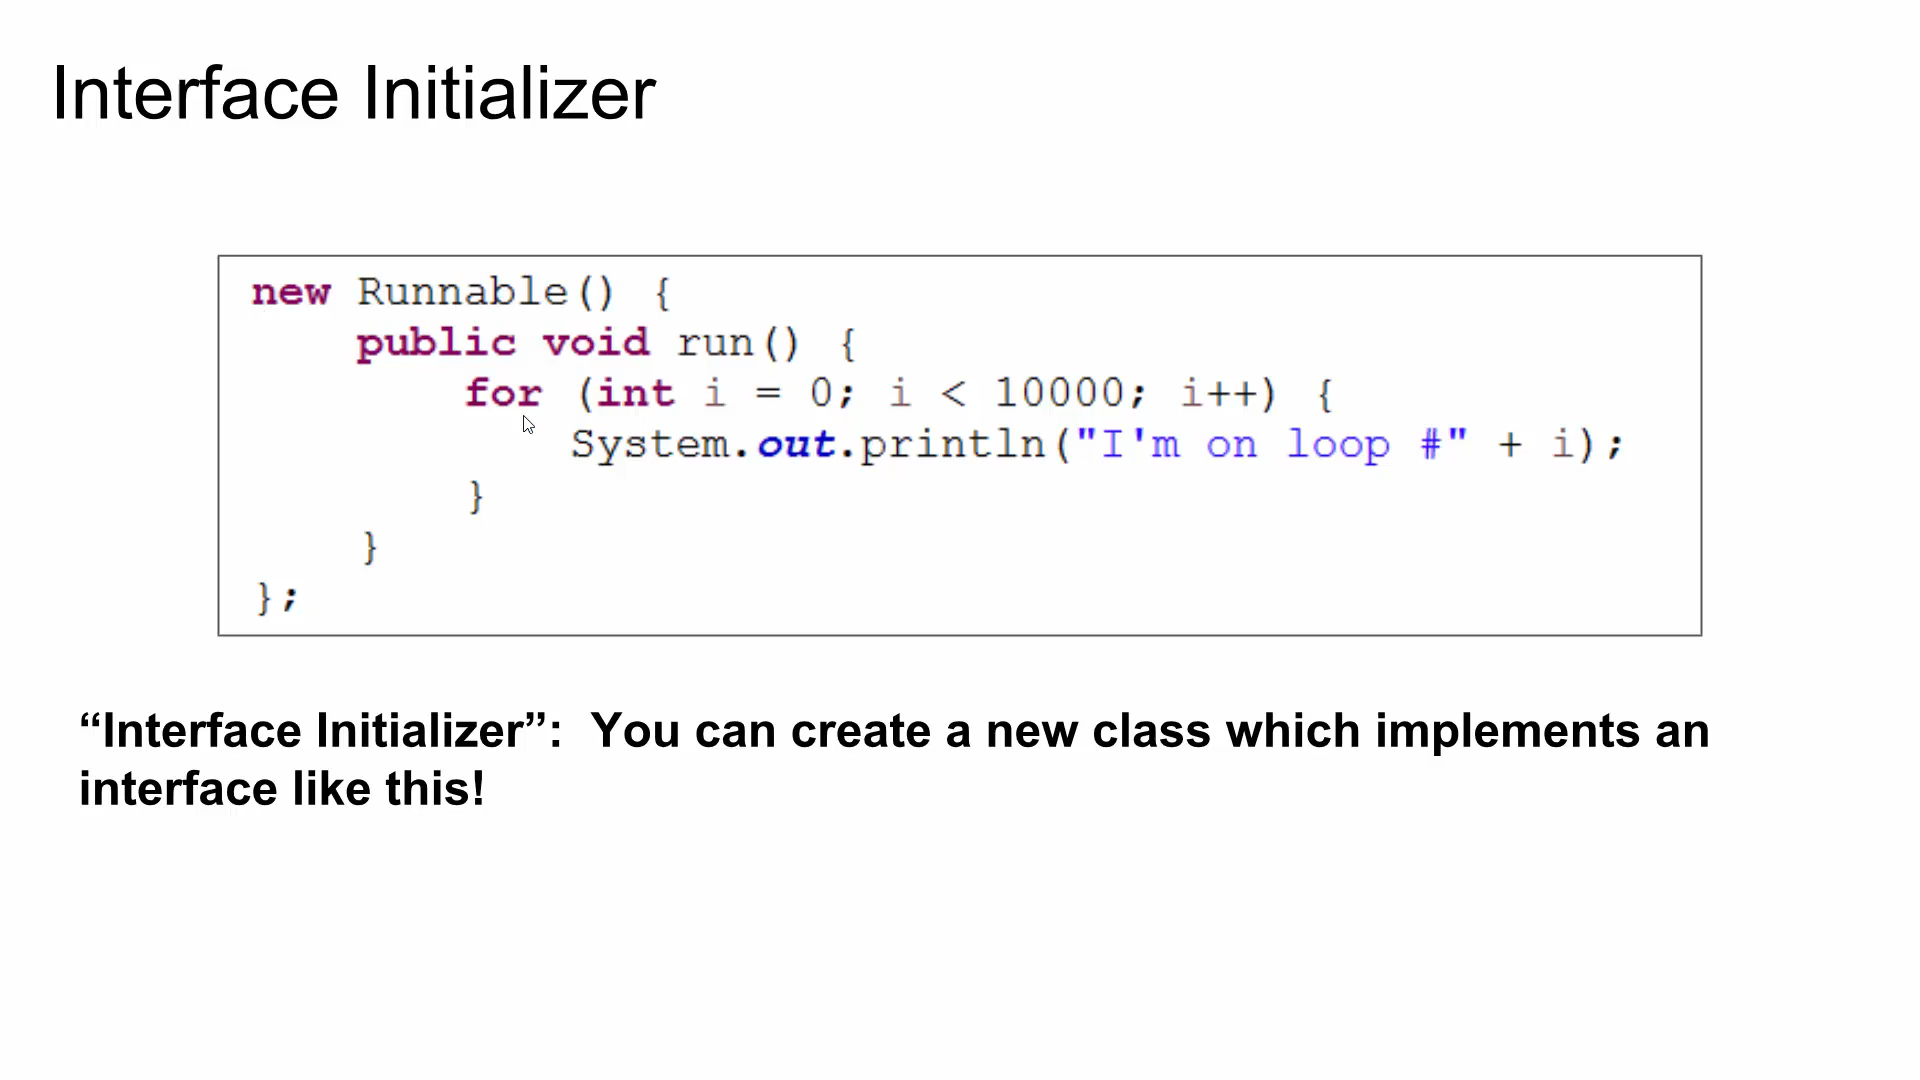 Interface Initializer
new Runnable() {
    public void run() {
        for (int i = 0; i < 10000; i++) {
            System.out.println("I'm on loop #" + i);
        }
    }
};
“Interface Initializer”:  You can create a new class which implements an
interface like this!